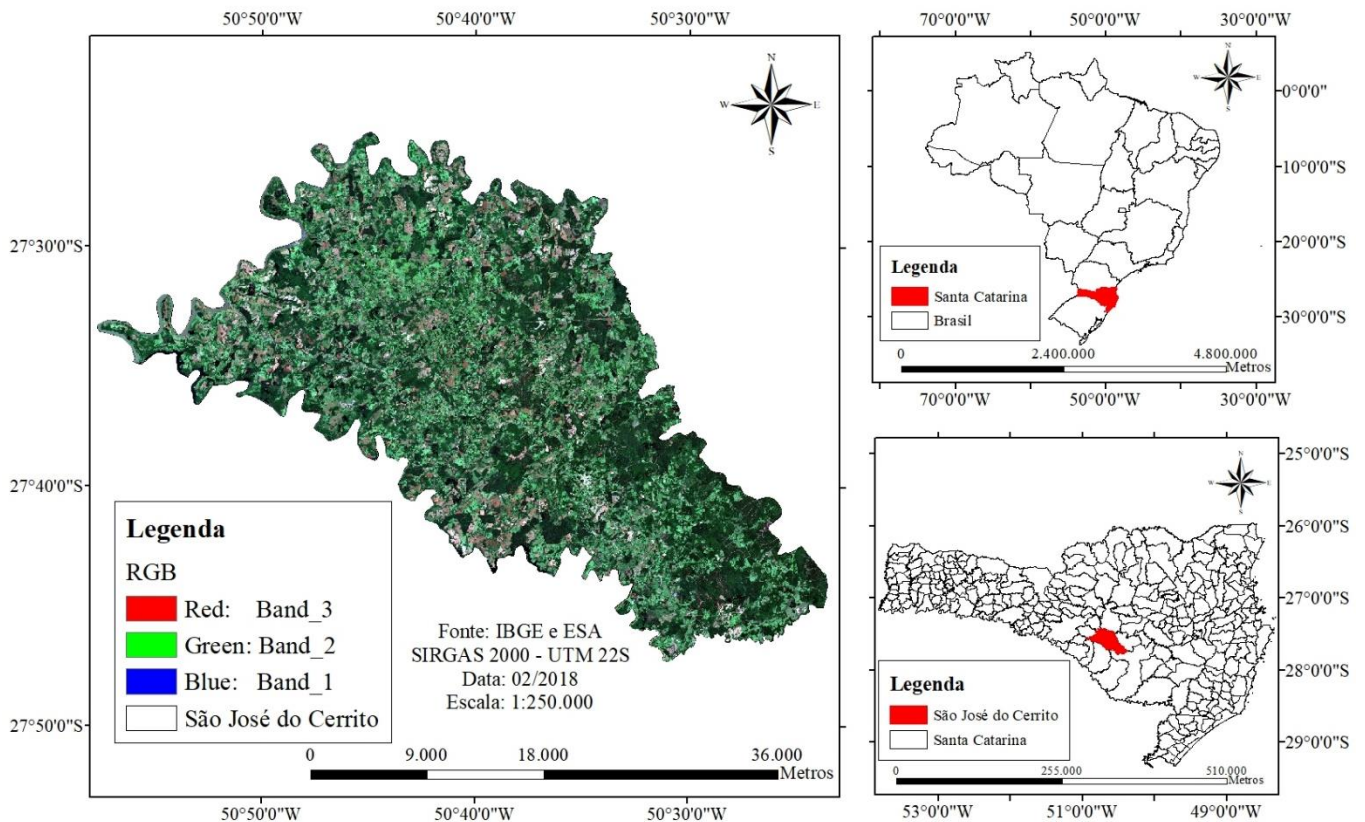 50°50'0"W 50°40'0"W 50°30'0"W
N
W E
S
27°30'0"S
27°40'0"S
27°50'0"S
Legenda
RGB
Red: Band_3
Green: Band_2
Blue: Band_1
São José do Cerrito
Fonte: IBGE e ESA
SIRGAS 2000 - UTM 22S
Data: 02/2018
Escala: 1:250.000
0 9.000 18.000 36.000
Metros
50°50'0"W 50°40'0"W 50°30'0"W
70°0'0"W 50°0'0"W 30°0'0"W
N
W E
S
0°0'0"
10°0'0"S
20°0'0"S
30°0'0"S
Legenda
Santa Catarina
Brasil
0 2.400.000 4.800.000
Metros
70°0'0"W 50°0'0"W 30°0'0"W
N
W E
S
25°0'0"S
26°0'0"S
27°0'0"S
28°0'0"S
29°0'0"S
Legenda
São José do Cerrito
Santa Catarina
0 255.000 510.000
Metros
53°0'0"W 51°0'0"W 49°0'0"W